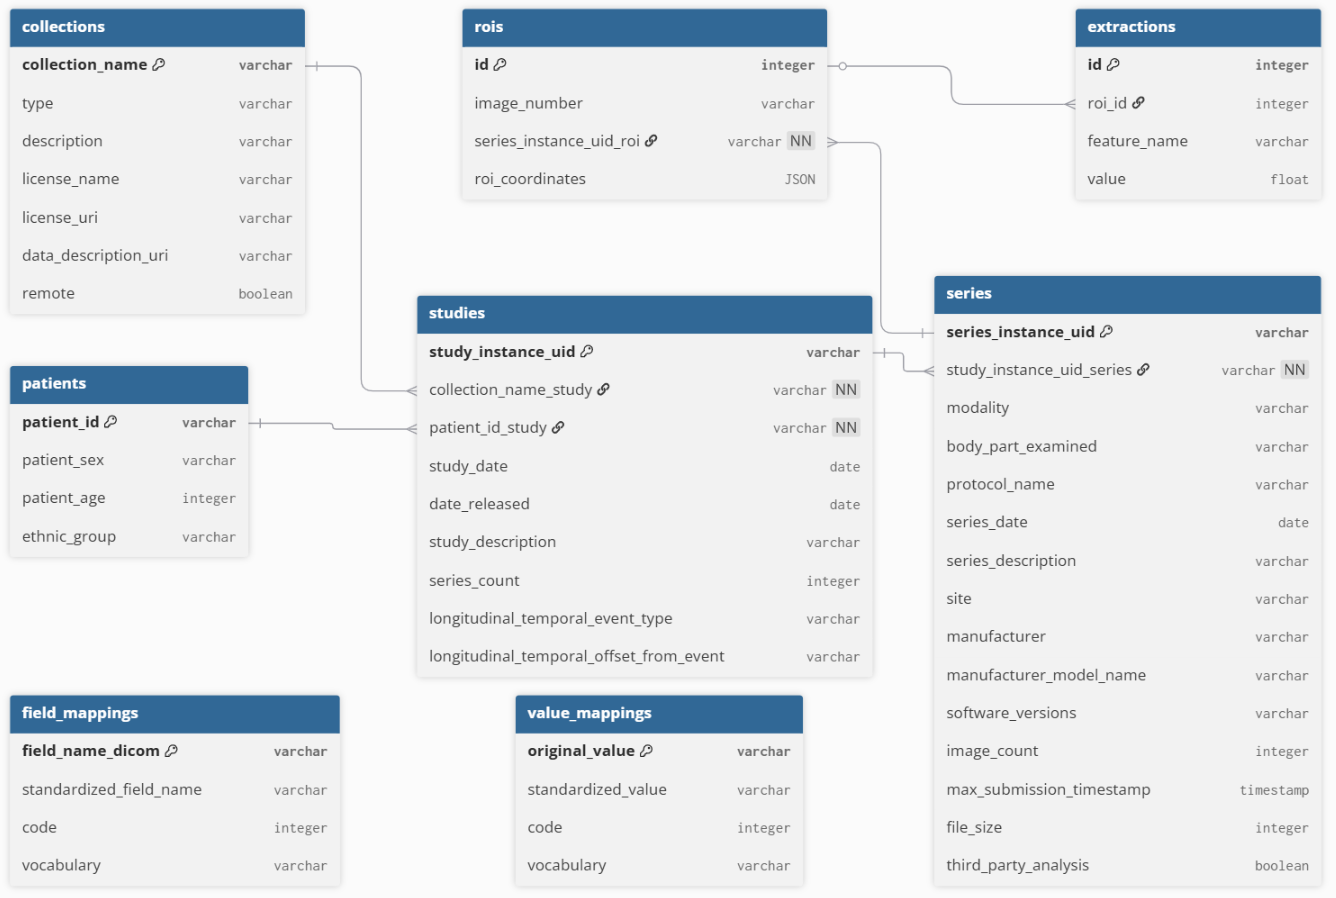 collections
collection_name varchar
type varchar
description varchar
license_name varchar
license_uri varchar
data_description_uri varchar
remote boolean
rois
id integer
image_number varchar
series_instance_uid_roi varchar NN
roi_coordinates JSON
extractions
id integer
roi_id integer
feature_name varchar
value float
patients
patient_id varchar
patient_sex varchar
patient_age integer
ethnic_group varchar
studies
study_instance_uid varchar
collection_name_study varchar NN
patient_id_study varchar NN
study_date date
date_released date
study_description varchar
series_count integer
longitudinal_temporal_event_type varchar
longitudinal_temporal_offset_from_event varchar
series
series_instance_uid varchar
study_instance_uid_series varchar NN
modality varchar
body_part_examined varchar
protocol_name varchar
series_date date
series_description varchar
site varchar
manufacturer varchar
manufacturer_model_name varchar
software_versions varchar
image_count integer
max_submission_timestamp timestamp
file_size integer
third_party_analysis boolean
field_mappings
field_name_dicom varchar
standardized_field_name varchar
code integer
vocabulary varchar
value_mappings
original_value varchar
standardized_value varchar
code integer
vocabulary varchar